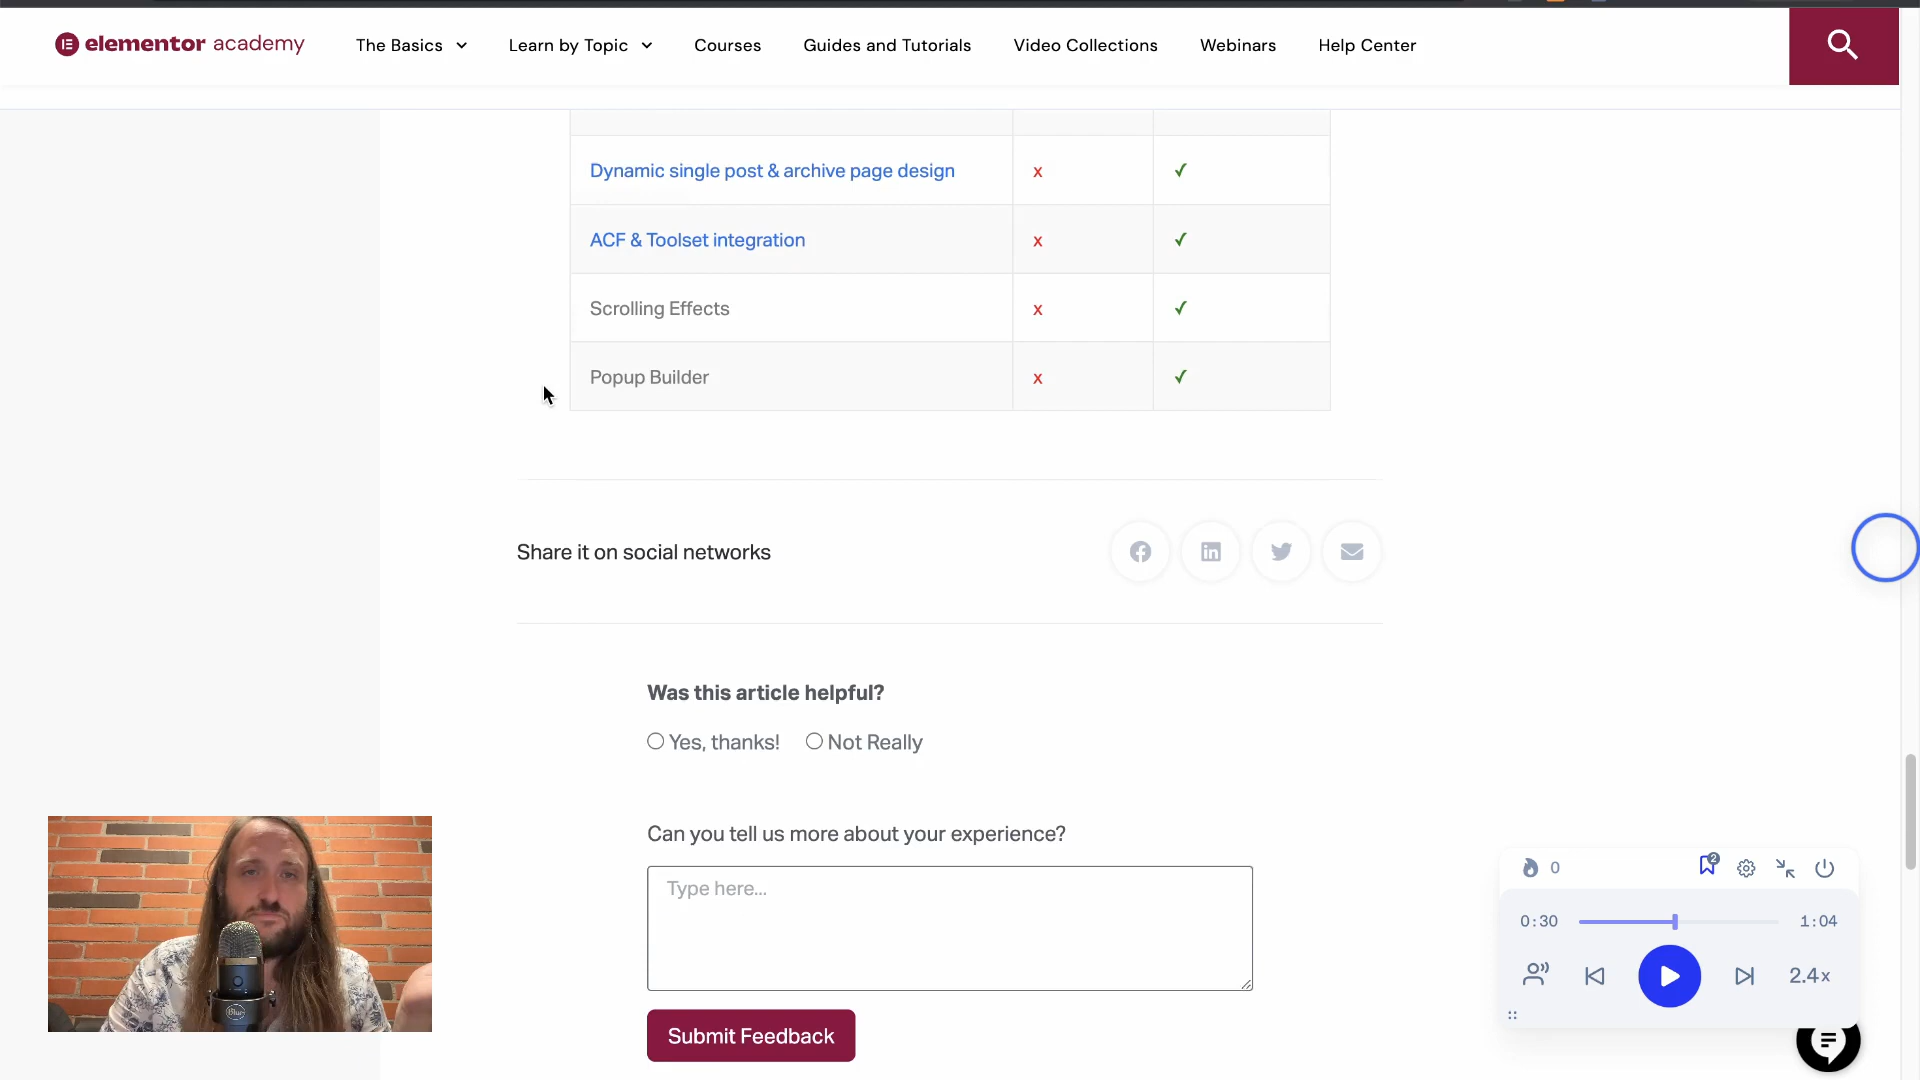 elementor academy
The Basics
Learn by Topic
Courses
Guides and Tutorials
Video Collections
Webinars
Help Center
Dynamic single post & archive page design x ✓
ACF & Toolset integration x ✓
Scrolling Effects x ✓
Popup Builder x ✓
Share it on social networks
Was this article helpful?
Yes, thanks! Not Really
Can you tell us more about your experience?
Type here...
Submit Feedback
0 2
0:30 1:04
2.4x
Blue